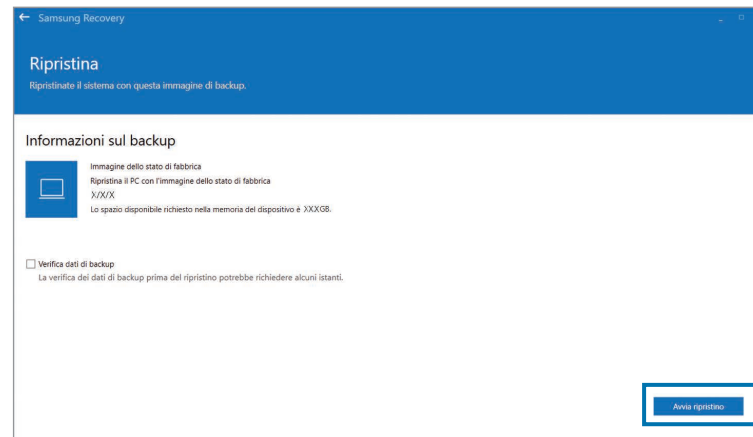 Samsung Recovery
Ripristina
Ripristinate il sistema con questa immagine di backup.
Informazioni sul backup
Immagine dello stato di fabbrica
Ripristina il PC con l'immagine dello stato di fabbrica
X/X/X
Lo spazio disponibile richiesto nella memoria del dispositivo è XXXGB.
Verifica dati di backup
La verifica dei dati di backup prima del ripristino potrebbe richiedere alcuni istanti.
Avvia ripristino